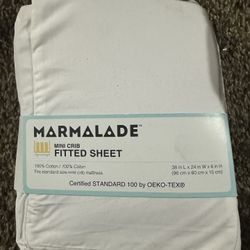 MARMALADE™
MINI CRIB
FITTED SHEET
100% Cotton / 100% Coton
Fits standard size mini crib mattress
38 in L x 24 in W x 6 in H
(96 cm x 60 cm x 15 cm)
Certified STANDARD 100 by OEKO-TEX®